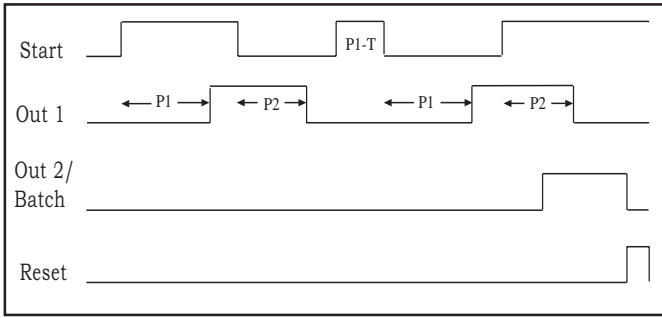 Start
P1-T
Out 1
P1
P2
P1
P2
Out 2/
Batch
Reset